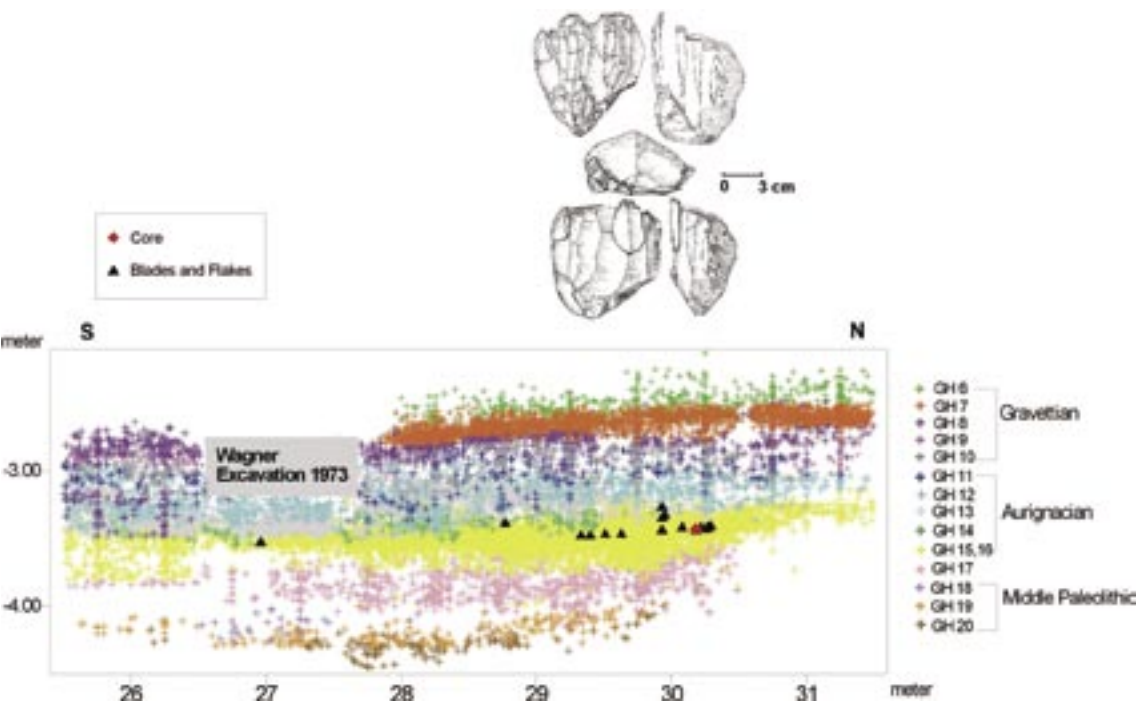 0 3 cm
Core
Blades and Flakes
S
N
meter
Wagner
Excavation 1973
-3.00
-4.00
26 27 28 29 30 31
meter
GH 6
GH 7
GH 8
GH 9
GH 10
Gravettian
GH 11
GH 12
GH 13
GH 14
GH 15,16
Aurignacian
GH 17
GH 18
GH 19
GH 20
Middle Paleolithic